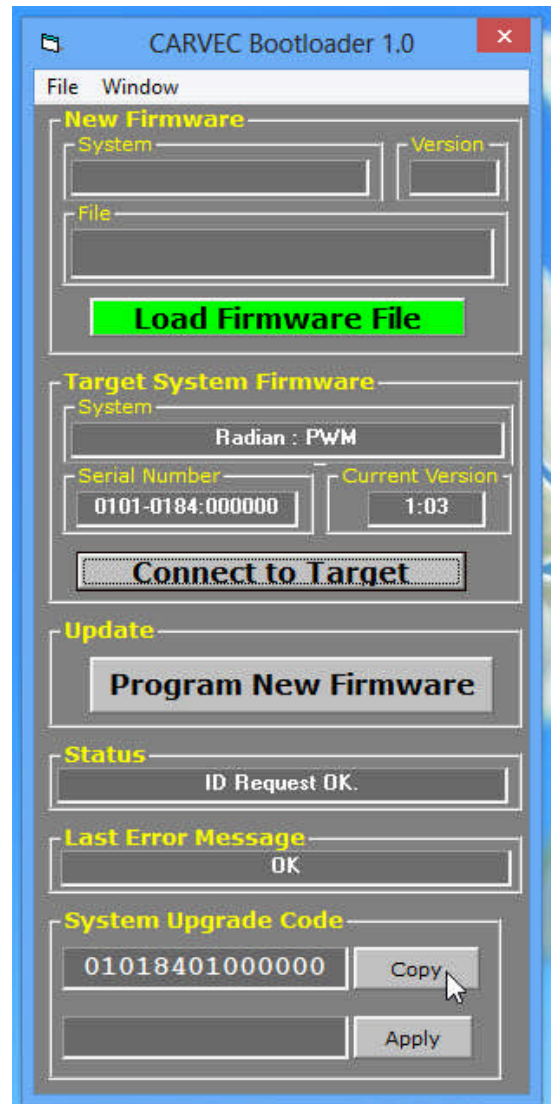 CARVEC Bootloader 1.0
File Window
New Firmware
System Version
File
Load Firmware File
Target System Firmware
System
Radian : PWM
Serial Number Current Version
0101-0184:000000 1:03
Connect to Target
Update
Program New Firmware
Status
ID Request OK.
Last Error Message
OK
System Upgrade Code
01018401000000 Copy
Apply